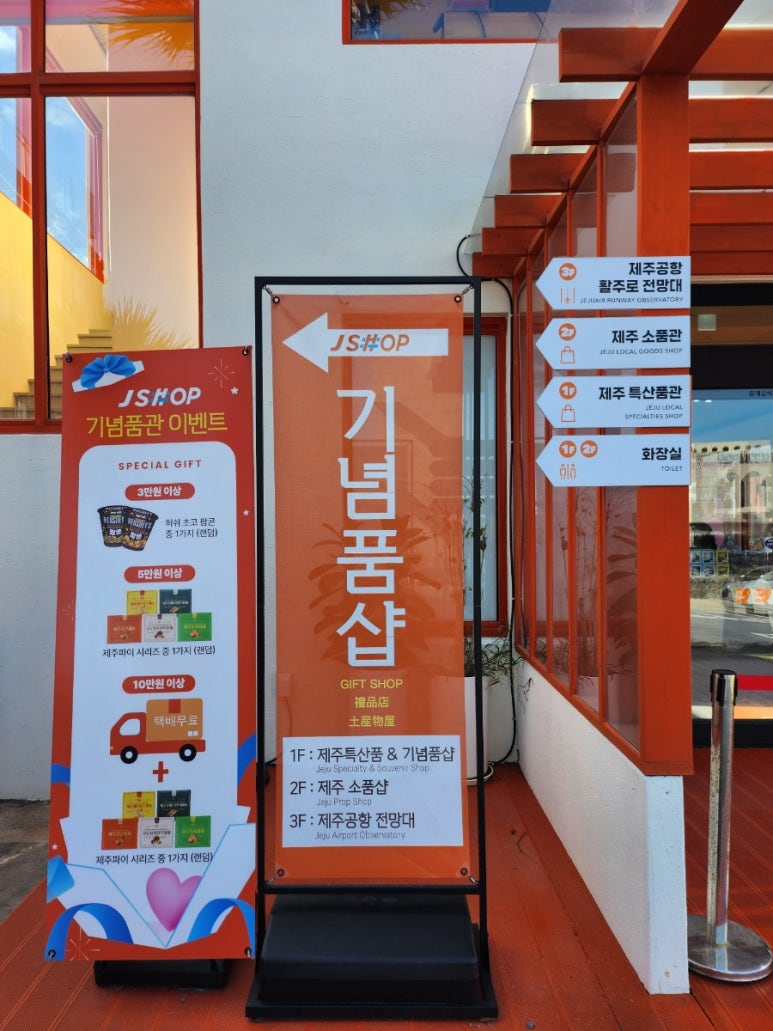 JSHOP
기념품관 이벤트
SPECIAL GIFT
3만원 이상
HERSHEY'S
허쉬 초코 팝콘
중 1가지 (랜덤)
5만원 이상
제주파이 시리즈 중 1가지 (랜덤)
10만원 이상
택배무료
+
제주파이 시리즈 중 1가지 (랜덤)
JSHOP
기념품샵
GIFT SHOP
禮品店
土産物屋
1F : 제주특산품 & 기념품샵
Jeju Specialty & Souvenir Shop
2F : 제주 소품샵
Jeju Prop Shop
3F : 제주공항 전망대
Jeju Airport Observatory
3F 제주공항
활주로 전망대
JEJUAIR RUNWAY OBSERVATORY
2F 제주 소품관
JEJU LOCAL GOODS SHOP
1F 제주 특산품관
JEJU LOCAL
SPECIALTIES SHOP
1F 2F 화장실
TOILET